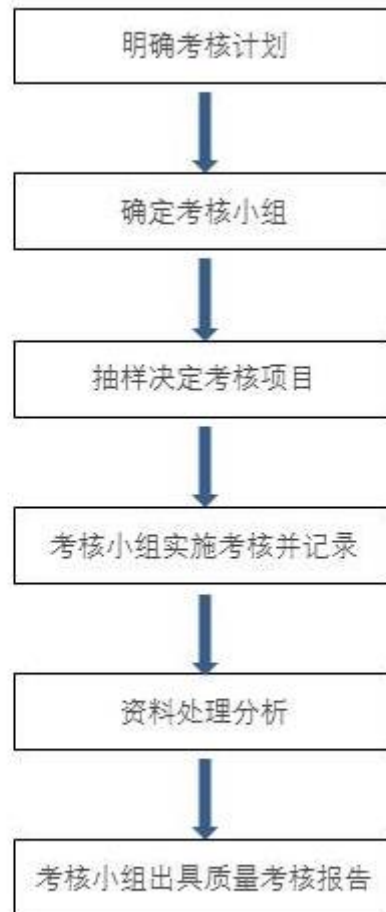 明确考核计划
确定考核小组
抽样决定考核项目
考核小组实施考核并记录
资料处理分析
考核小组出具质量考核报告